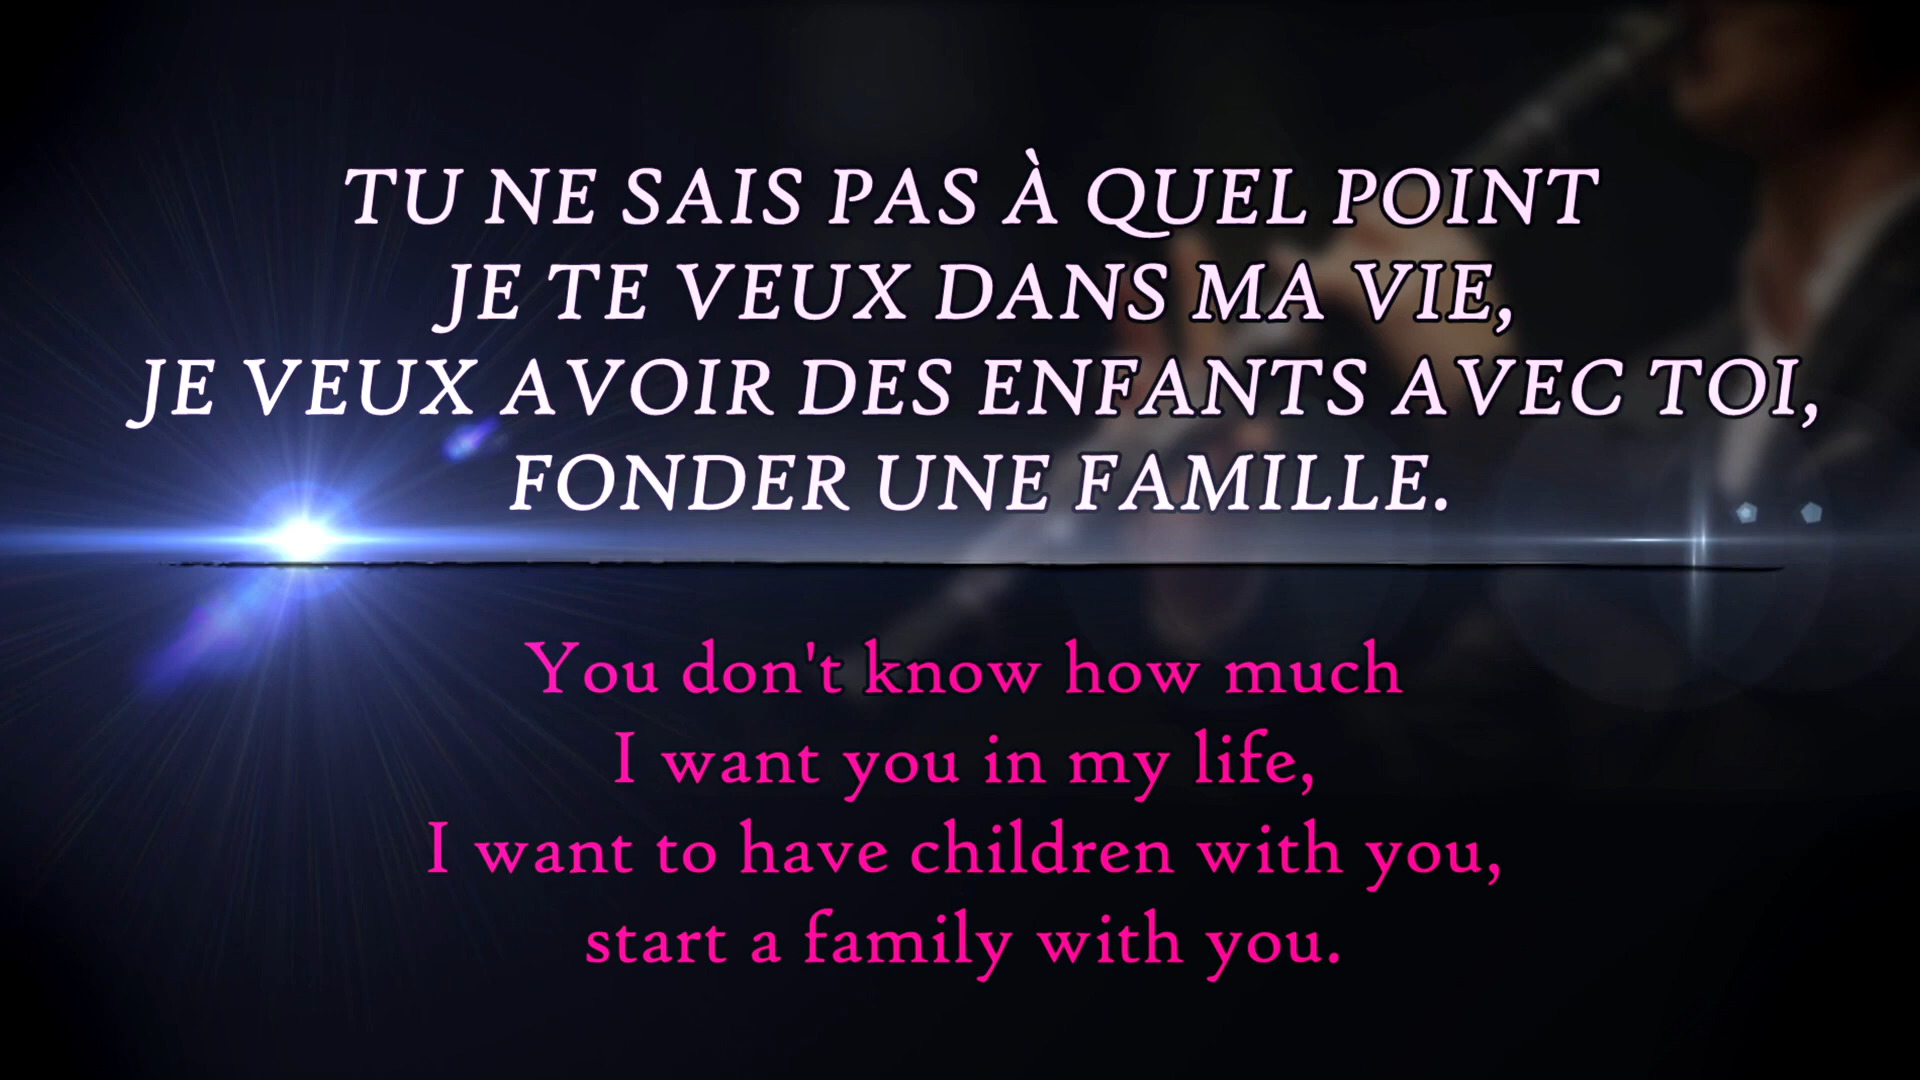 TU NE SAIS PAS À QUEL POINT
JE TE VEUX DANS MA VIE,
JE VEUX AVOIR DES ENFANTS AVEC TOI,
FONDER UNE FAMILLE.
You don't know how much
I want you in my life,
I want to have children with you,
start a family with you.